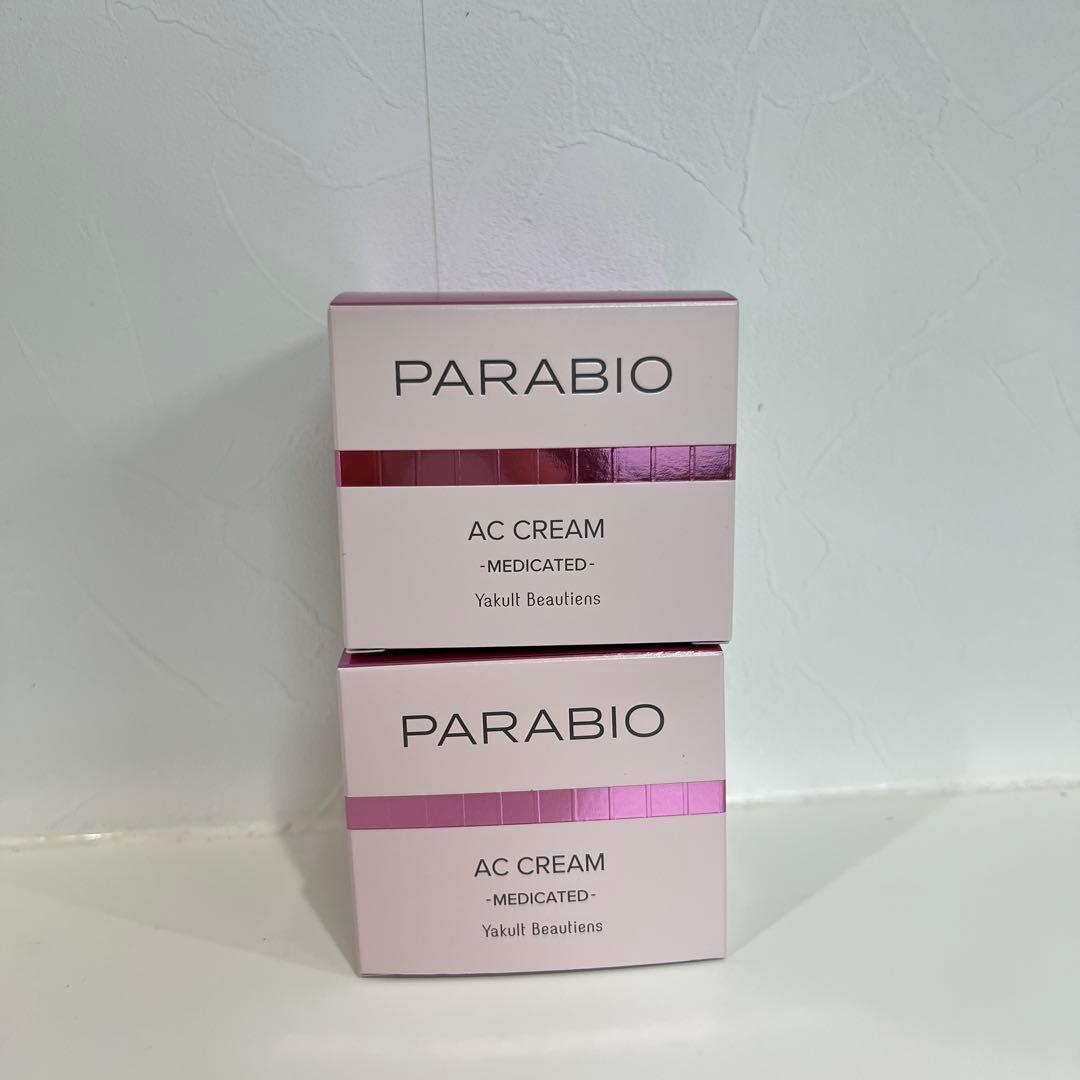 PARABIO
AC CREAM
-MEDICATED-
Yakult Beautiens
PARABIO
AC CREAM
-MEDICATED-
Yakult Beautiens